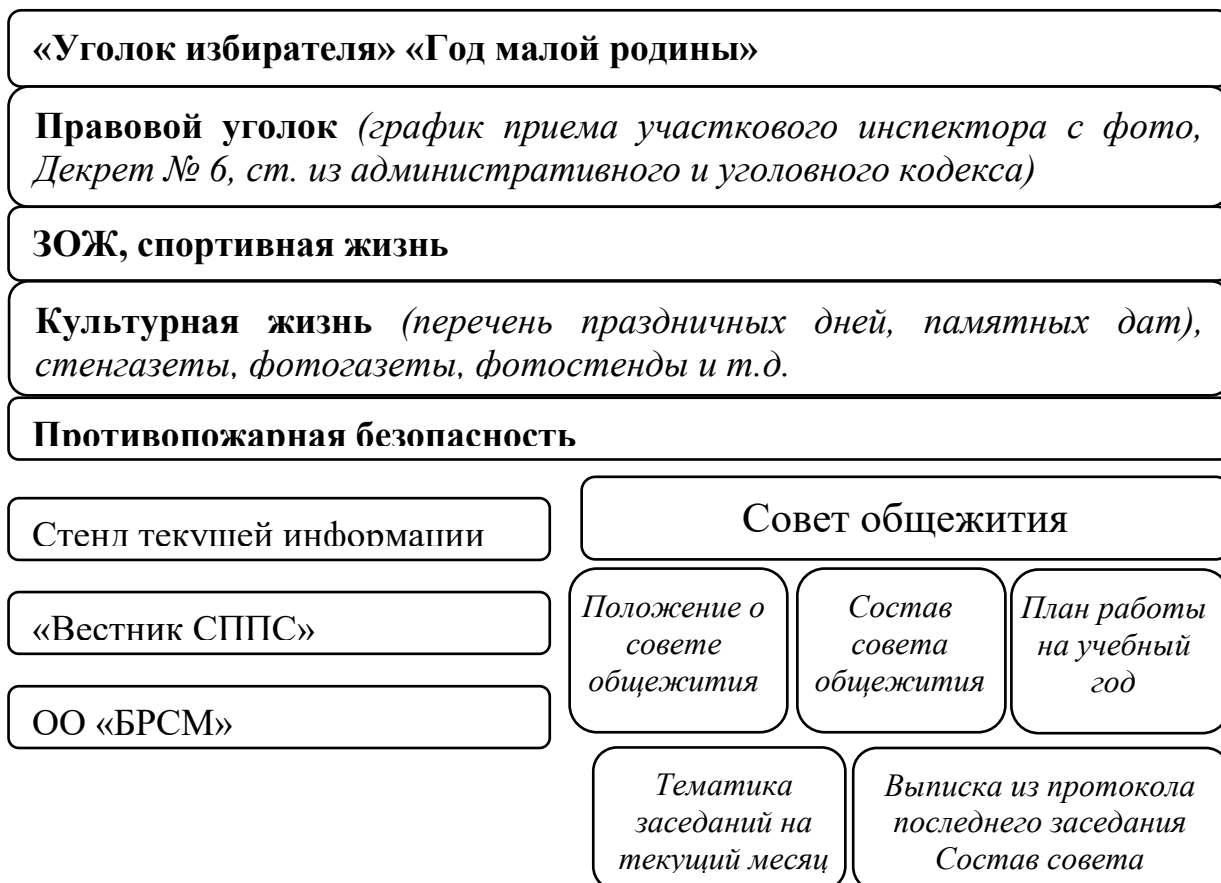 «Уголок избирателя» «Год малой родины»
Правовой уголок (график приема участкового инспектора с фото,
Декрет № 6, ст. из административного и уголовного кодекса)
ЗОЖ, спортивная жизнь
Культурная жизнь (перечень праздничных дней, памятных дат),
стенгазеты, фотогазеты, фотостенды и т.д.
Противопожарная безопасность
Стенд текущей информации
«Вестник СППС»
ОО «БРСМ»
Совет общежития
Положение о
совете
общежития
Состав
совета
общежития
План работы
на учебный
год
Тематика
заседаний на
текущий месяц
Выписка из протокола
последнего заседания
Состав совета